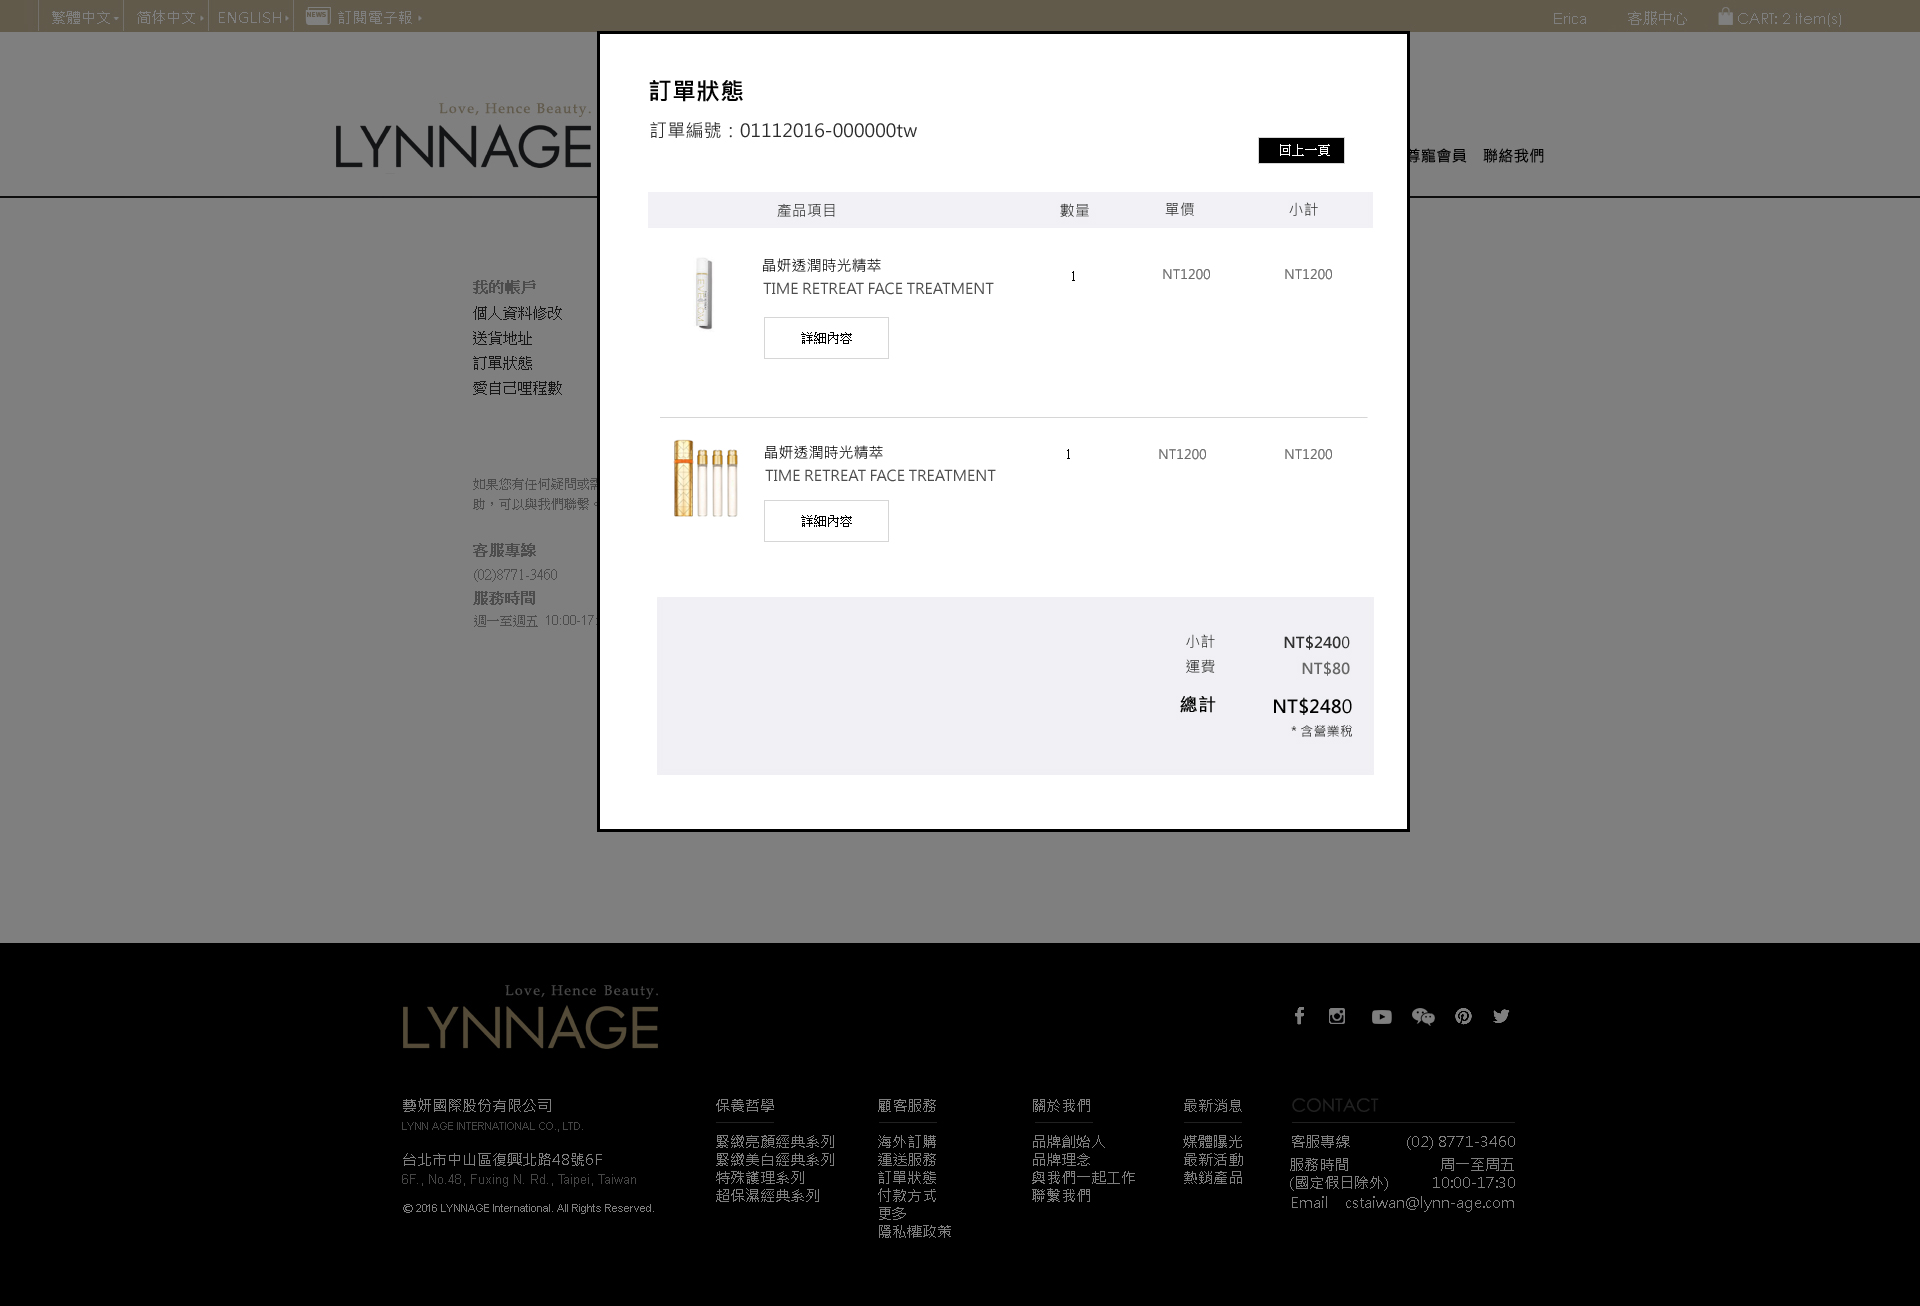 繁體中文
简体中文
ENGLISH
NEWS
訂閱電子報
Erica
客服中心
CART: 2 item(s)
Love, Hence Beauty.
LYNNAGE
尊寵會員
聯絡我們
訂單狀態
訂單編號：01112016-000000tw
回上一頁
產品項目 數量 單價 小計
晶妍透潤時光精萃
TIME RETREAT FACE TREATMENT
1 NT1200 NT1200
詳細內容
晶妍透潤時光精萃
TIME RETREAT FACE TREATMENT
1 NT1200 NT1200
詳細內容
小計 NT$2400
運費 NT$80
總計 NT$2480
* 含營業稅
我的帳戶
個人資料修改
送貨地址
訂單狀態
愛自己哩程數
如果您有任何疑問或需
助，可以與我們聯繫。
客服專線
(02)8771-3460
服務時間
週一至週五 10:00-17:
Love, Hence Beauty.
LYNNAGE
藝妍國際股份有限公司
LYNN AGE INTERNATIONAL CO., LTD.
台北市中山區復興北路48號6F
6F., No.48, Fuxing N. Rd., Taipei, Taiwan
© 2016 LYNNAGE International. All Rights Reserved.
保養哲學
緊緻亮顏經典系列
緊緻美白經典系列
特殊護理系列
超保濕經典系列
顧客服務
海外訂購
運送服務
訂單狀態
付款方式
更多
隱私權政策
關於我們
品牌創始人
品牌理念
與我們一起工作
聯繫我們
最新消息
媒體曝光
最新活動
熱銷產品
CONTACT
客服專線 (02) 8771-3460
服務時間 周一至周五
(國定假日除外) 10:00-17:30
Email cstaiwan@lynn-age.com